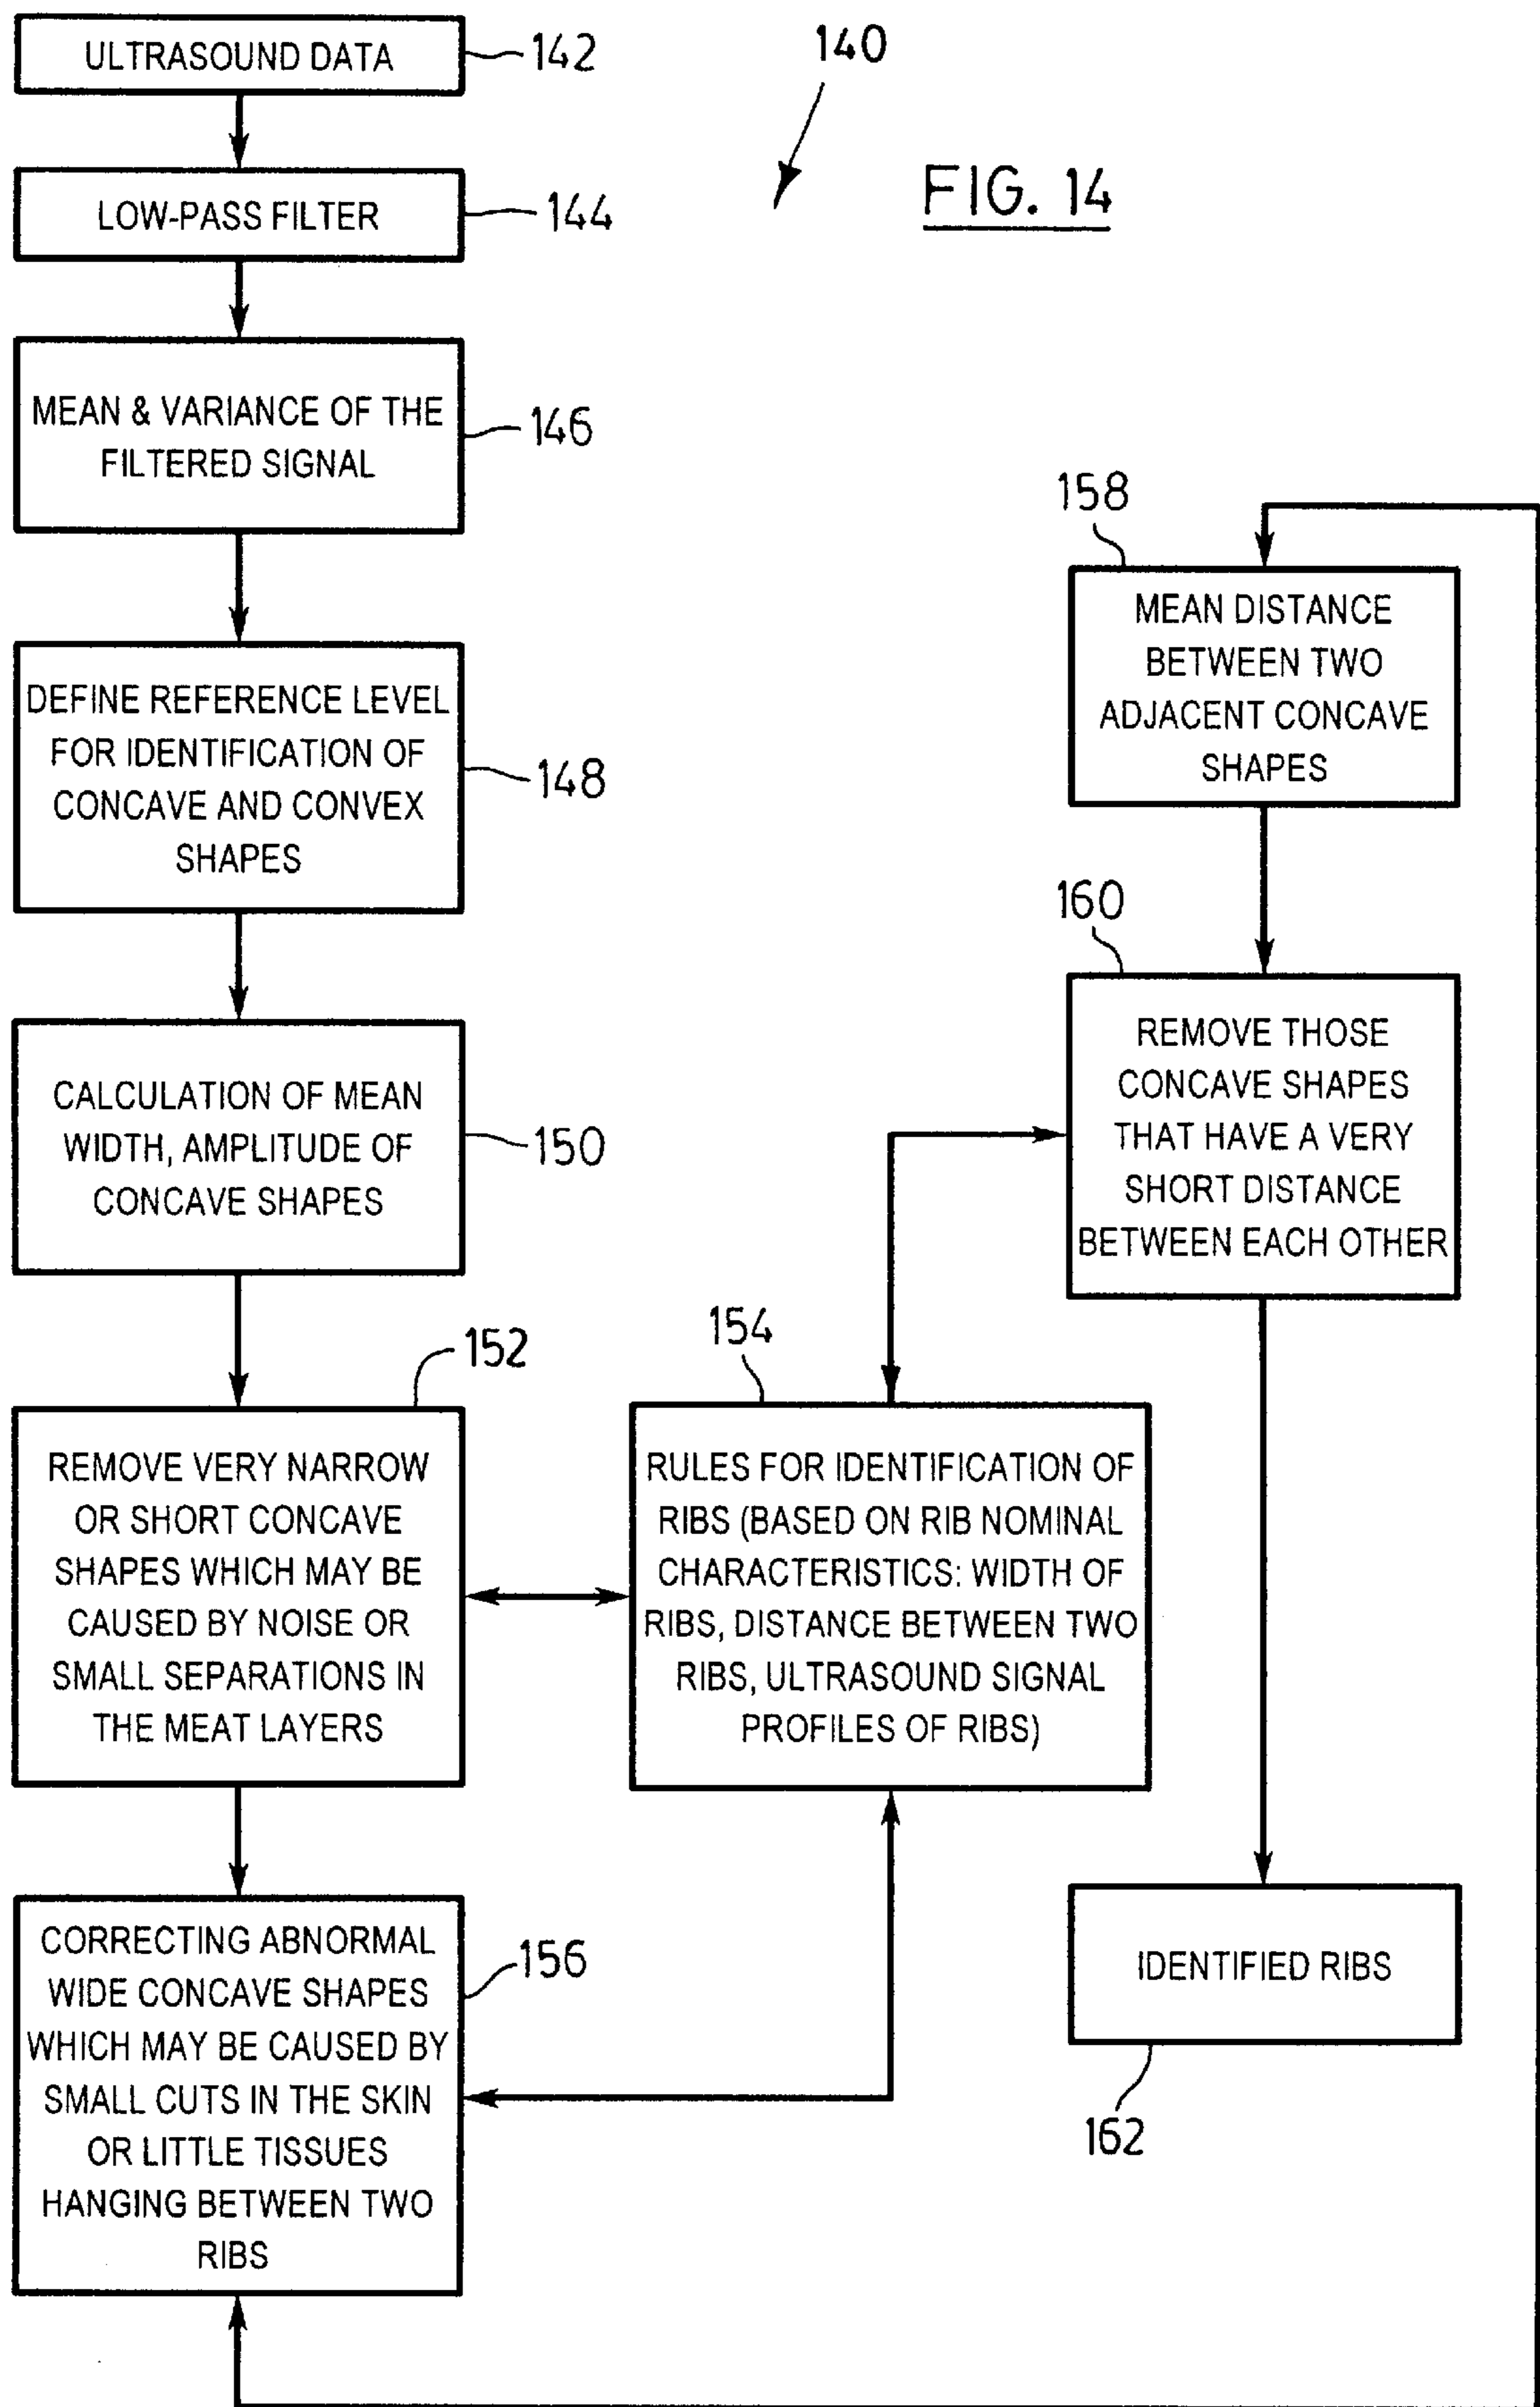 ULTRASOUND DATA
142
140
LOW-PASS FILTER
144
FIG. 14
MEAN & VARIANCE OF THE
FILTERED SIGNAL
146
DEFINE REFERENCE LEVEL
FOR IDENTIFICATION OF
CONCAVE AND CONVEX
SHAPES
148
CALCULATION OF MEAN
WIDTH, AMPLITUDE OF
CONCAVE SHAPES
150
152
REMOVE VERY NARROW
OR SHORT CONCAVE
SHAPES WHICH MAY BE
CAUSED BY NOISE OR
SMALL SEPARATIONS IN
THE MEAT LAYERS
154
RULES FOR IDENTIFICATION OF
RIBS (BASED ON RIB NOMINAL
CHARACTERISTICS: WIDTH OF
RIBS, DISTANCE BETWEEN TWO
RIBS, ULTRASOUND SIGNAL
PROFILES OF RIBS)
CORRECTING ABNORMAL
WIDE CONCAVE SHAPES
WHICH MAY BE CAUSED BY
SMALL CUTS IN THE SKIN
OR LITTLE TISSUES
HANGING BETWEEN TWO
RIBS
156
158
MEAN DISTANCE
BETWEEN TWO
ADJACENT CONCAVE
SHAPES
160
REMOVE THOSE
CONCAVE SHAPES
THAT HAVE A VERY
SHORT DISTANCE
BETWEEN EACH OTHER
IDENTIFIED RIBS
162